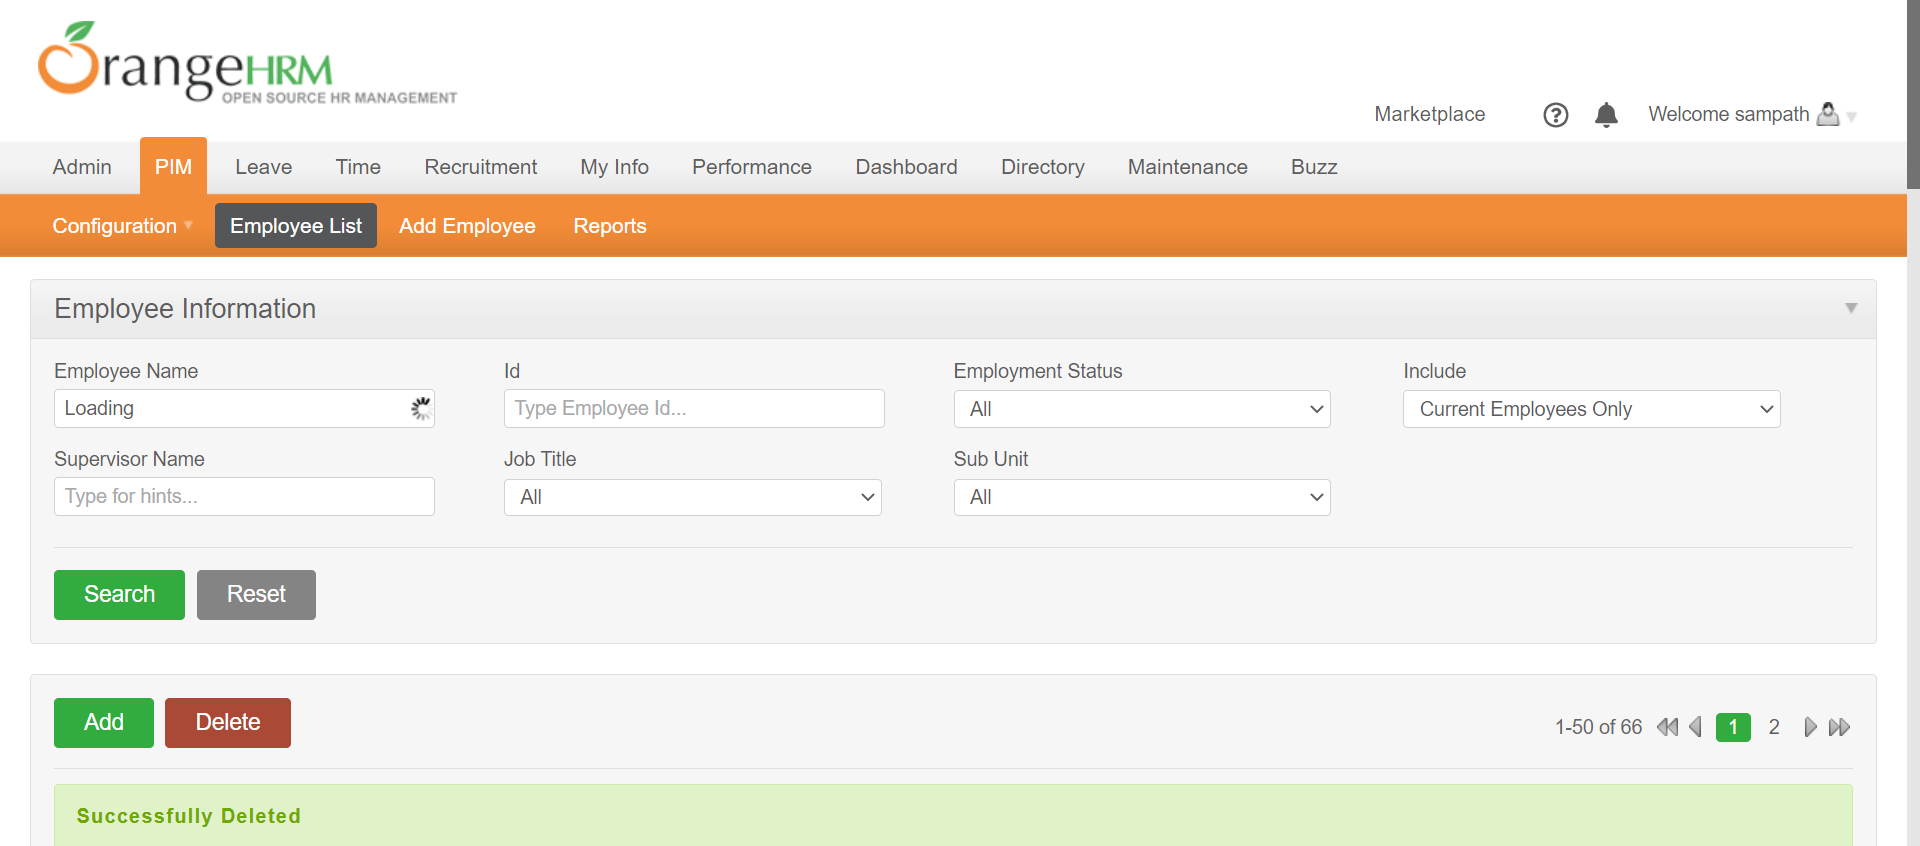 OrangeHRM
OPEN SOURCE HR MANAGEMENT
Marketplace ? Welcome sampath
Admin PIM Leave Time Recruitment My Info Performance Dashboard Directory Maintenance Buzz
Configuration Employee List Add Employee Reports
Employee Information
Employee Name Id Employment Status Include
Loading Type Employee Id... All Current Employees Only
Supervisor Name Job Title Sub Unit
Type for hints... All All
Search Reset
Add Delete 1-50 of 66 1 2
Successfully Deleted